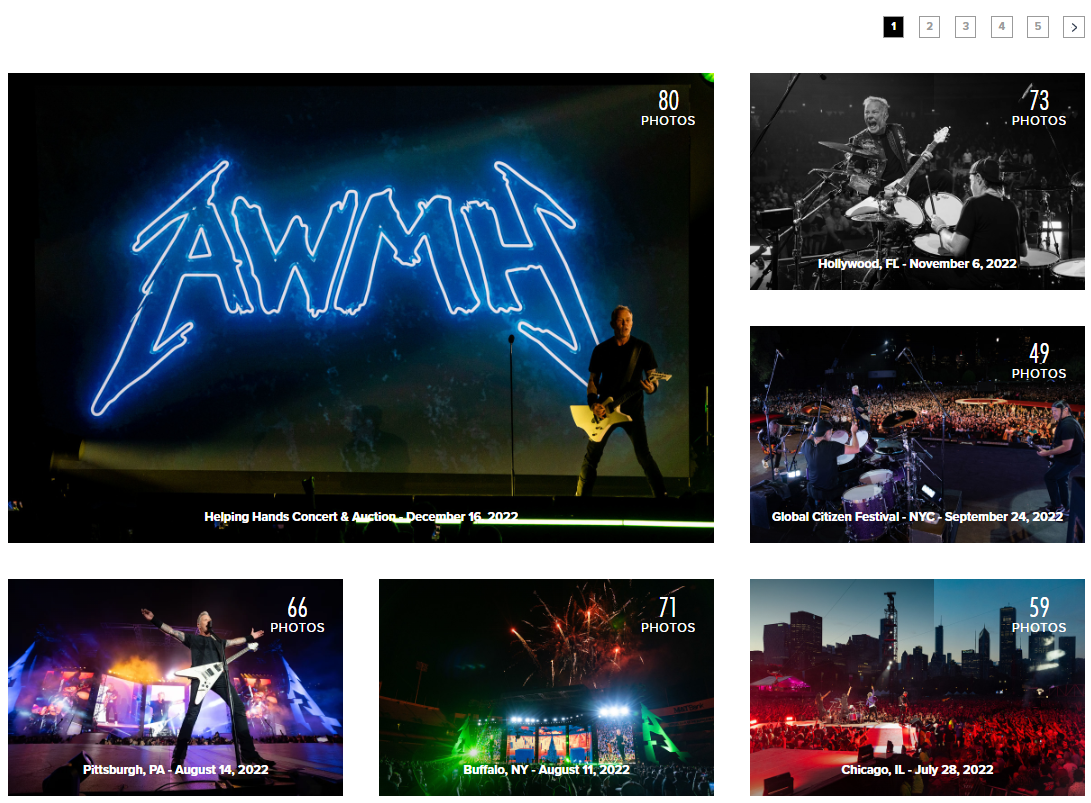 1 2 3 4 5 >
80
PHOTOS
AWMH
Helping Hands Concert & Auction - December 16, 2022
73
PHOTOS
Hollywood, FL - November 6, 2022
49
PHOTOS
Global Citizen Festival - NYC - September 24, 2022
66
PHOTOS
Pittsburgh, PA - August 14, 2022
71
PHOTOS
Buffalo, NY - August 11, 2022
59
PHOTOS
Chicago, IL - July 28, 2022